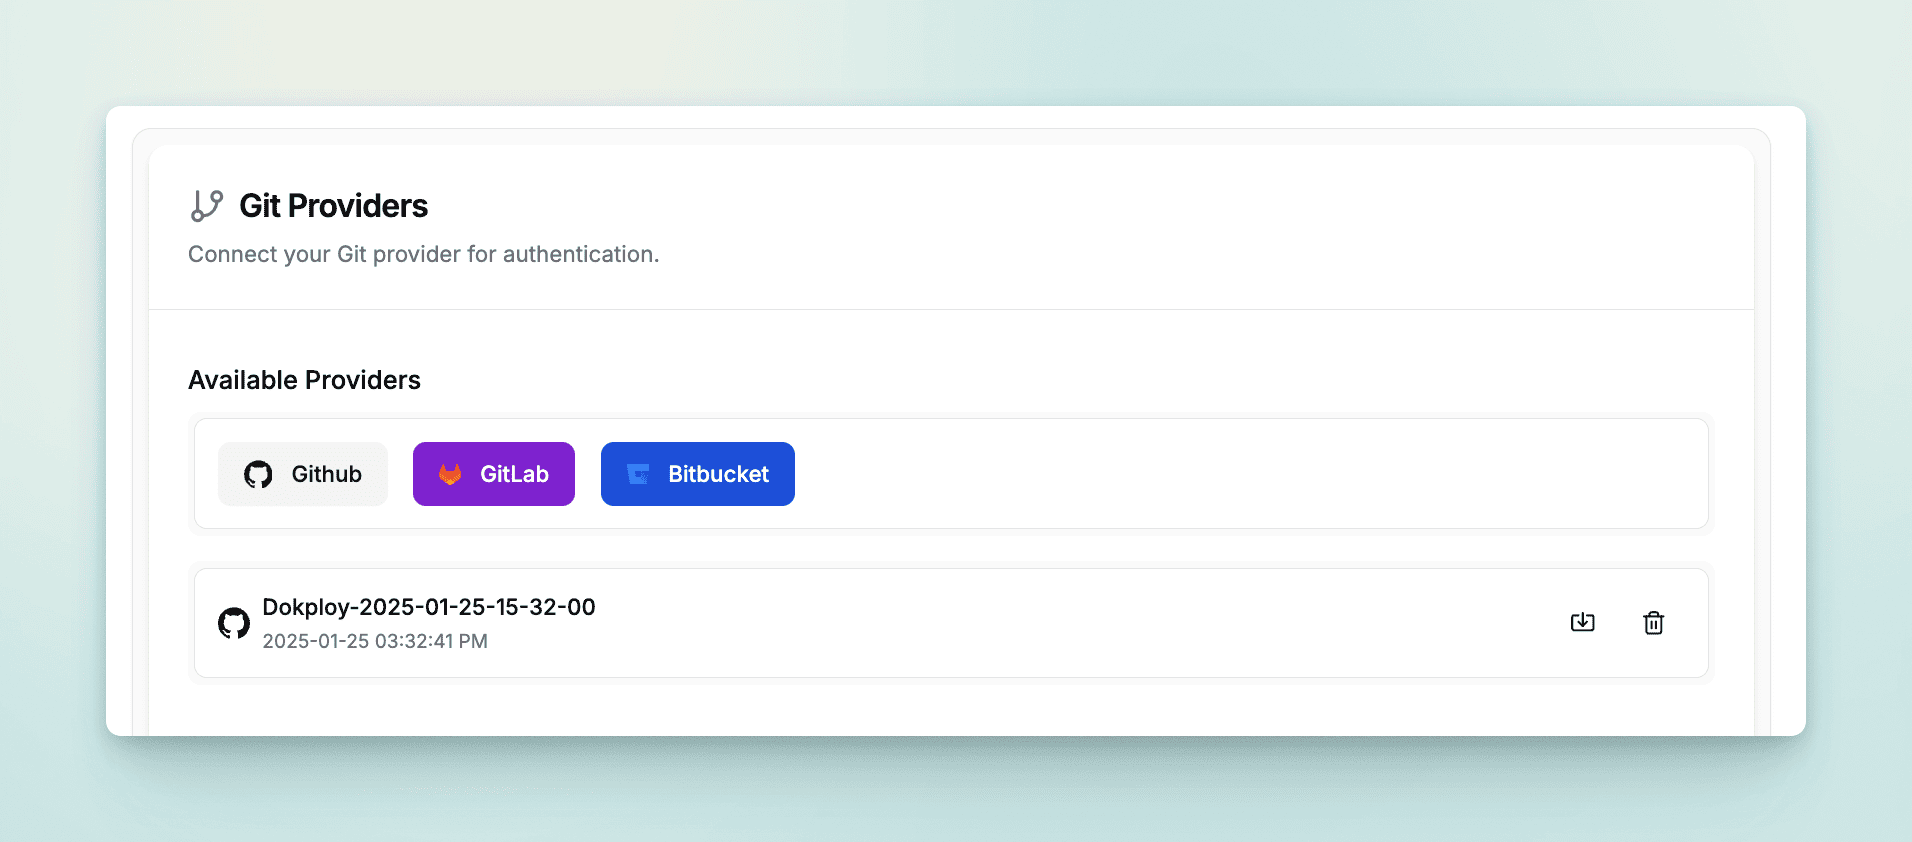 Git Providers
Connect your Git provider for authentication.
Available Providers
Github
GitLab
Bitbucket
Dokploy-2025-01-25-15-32-00
2025-01-25 03:32:41 PM